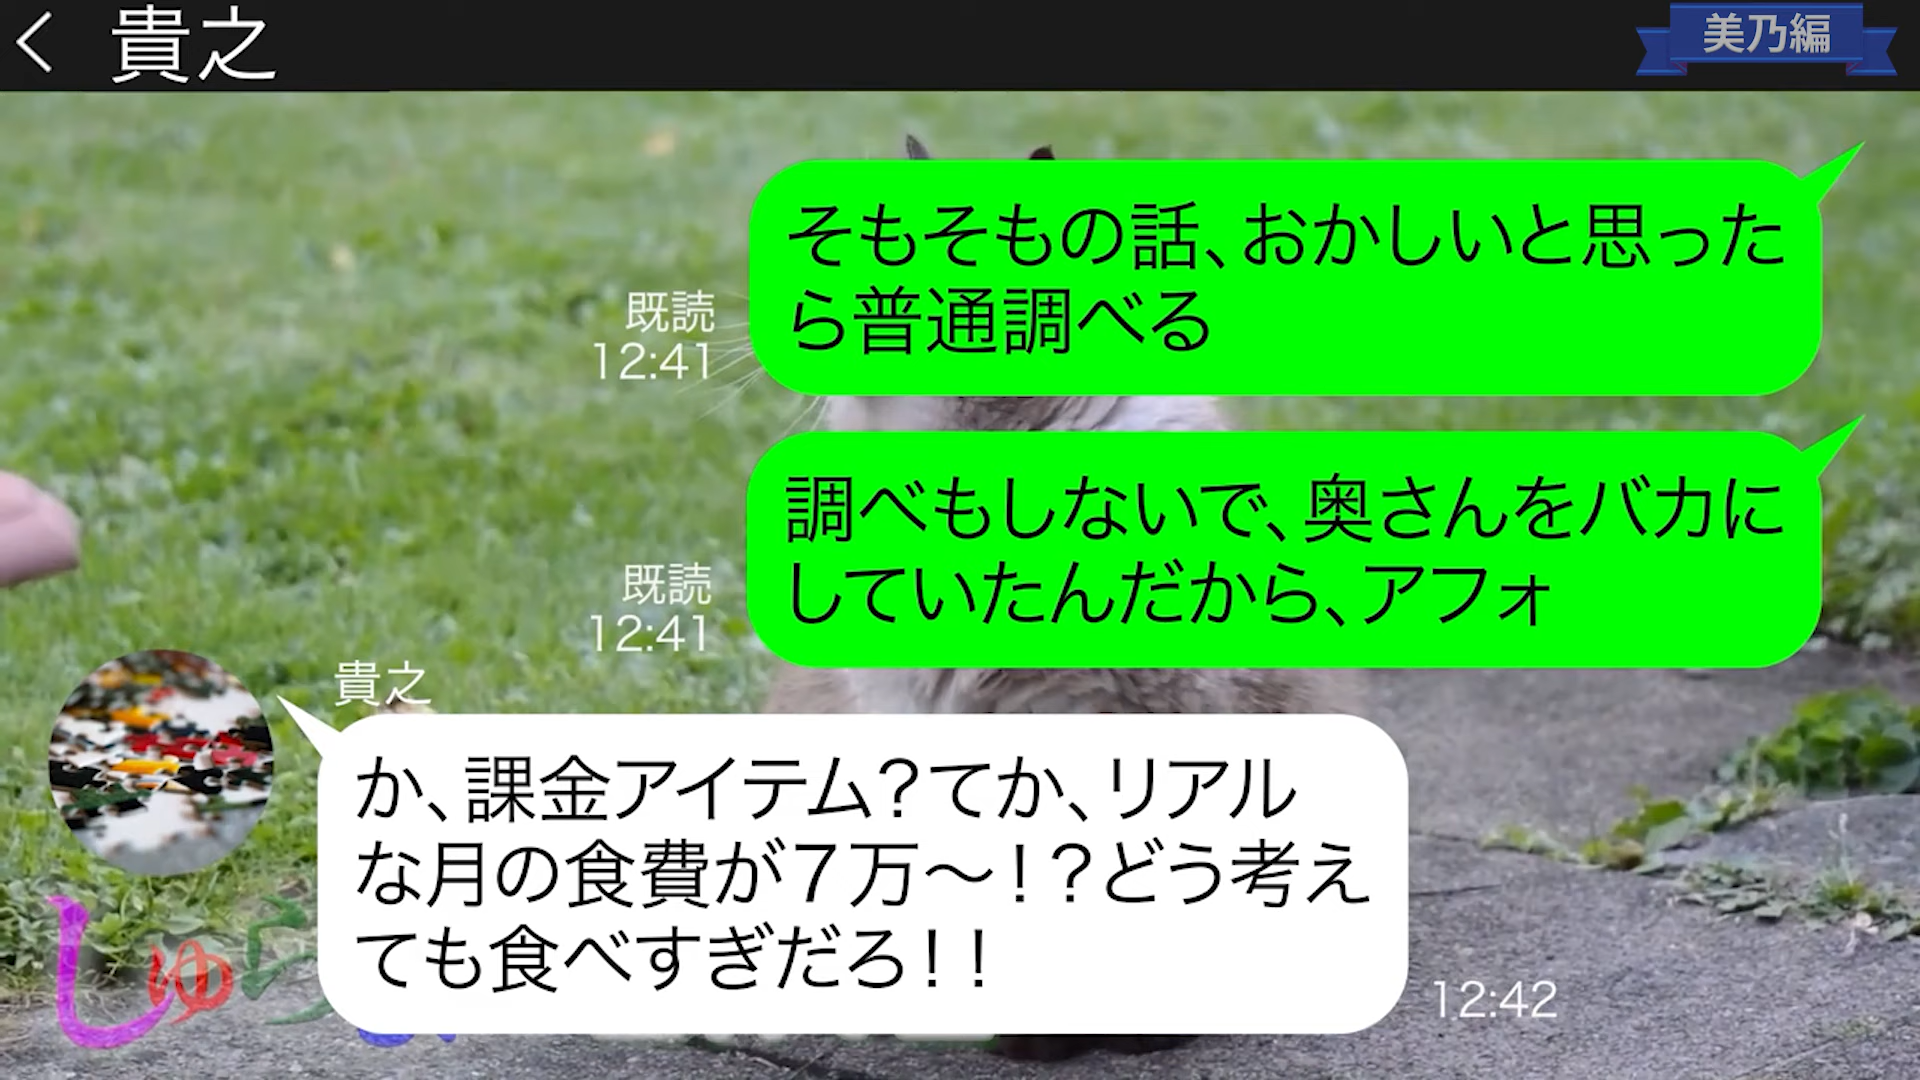 貴之
美乃編
そもそもの話、おかしいと思った
ら普通調べる
既読
12:41
調べもしないで、奥さんをバカに
していたんだから、アフォ
既読
12:41
貴之
か、課金アイテム?てか、リアル
な月の食費が7万～!?どう考え
ても食べすぎだろ!!
12:42
しゅら